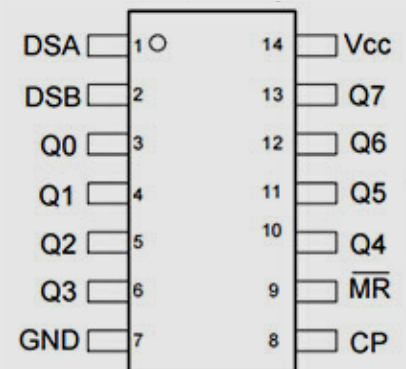 DSA 1 14 Vcc
DSB 2 13 Q7
Q0 3 12 Q6
Q1 4 11 Q5
Q2 5 10 Q4
Q3 6 9 M̅R̅
GND 7 8 CP